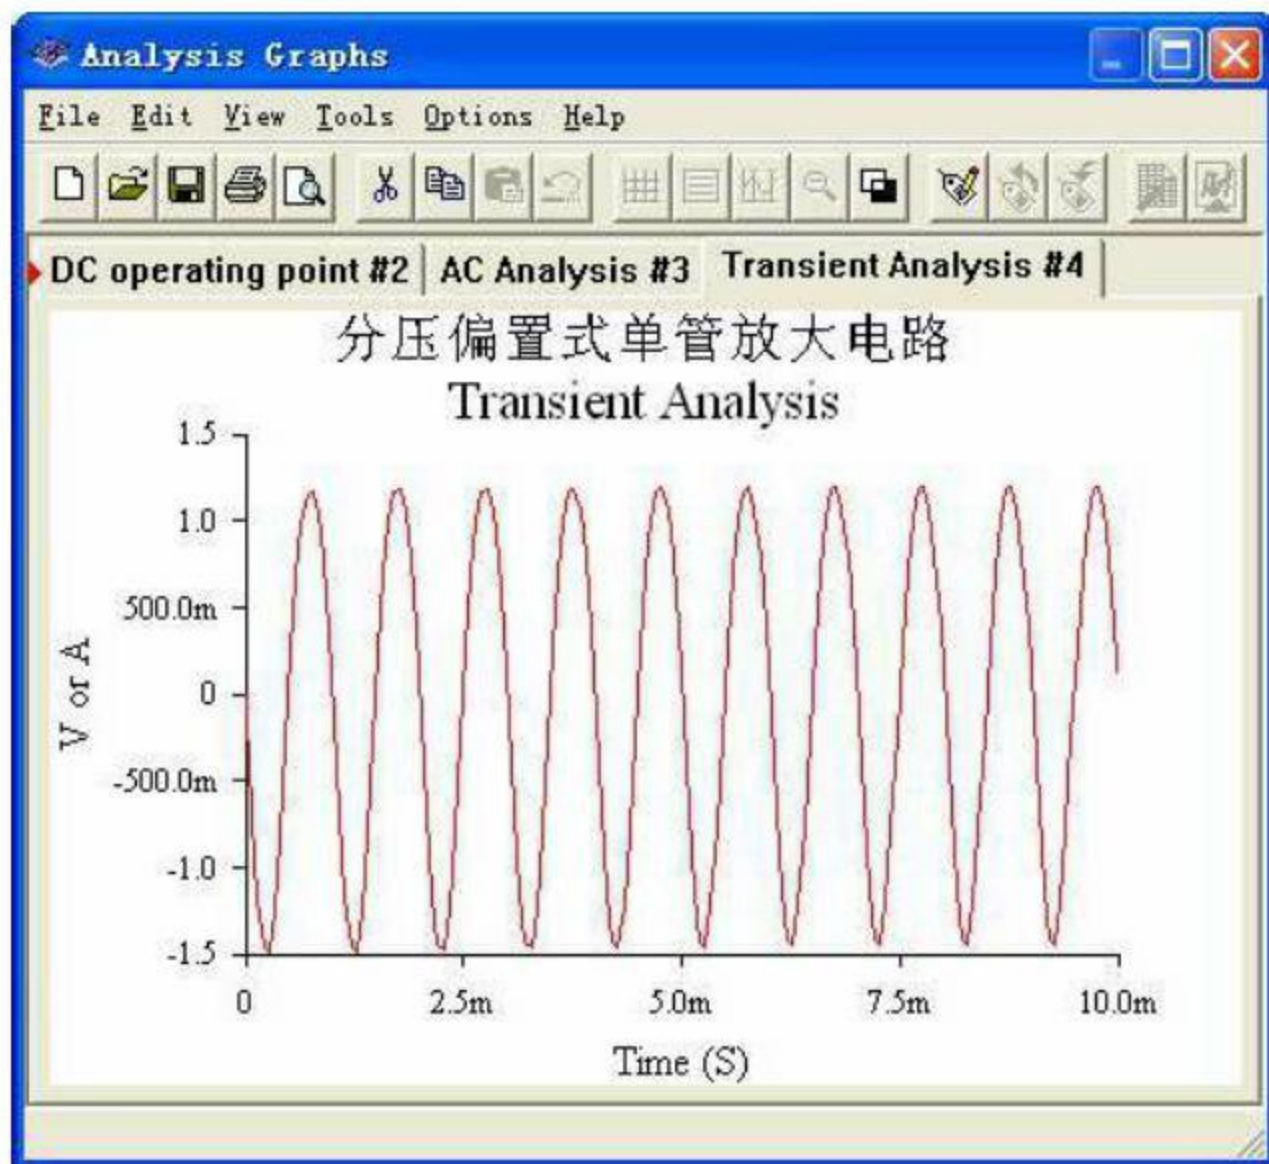 Analysis Graphs
File Edit View Tools Options Help
DC operating point #2 AC Analysis #3 Transient Analysis #4
分压偏置式单管放大电路
Transient Analysis
1.5
1.0
500.0m
0
-500.0m
-1.0
-1.5
V or A
0 2.5m 5.0m 7.5m 10.0m
Time (S)